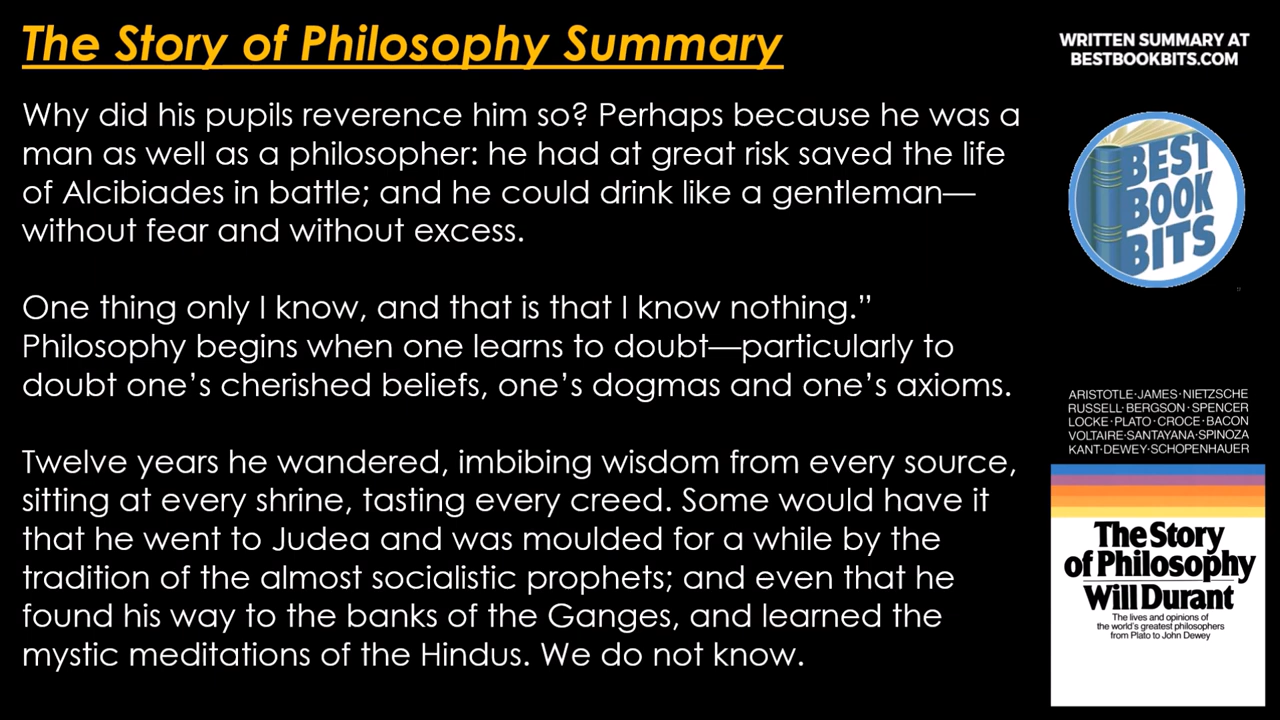 The Story of Philosophy Summary
WRITTEN SUMMARY AT
BESTBOOKBITS.COM
Why did his pupils reverence him so? Perhaps because he was a
man as well as a philosopher: he had at great risk saved the life
of Alcibiades in battle; and he could drink like a gentleman—
without fear and without excess.
One thing only I know, and that is that I know nothing.”
Philosophy begins when one learns to doubt—particularly to
doubt one’s cherished beliefs, one’s dogmas and one’s axioms.
Twelve years he wandered, imbibing wisdom from every source,
sitting at every shrine, tasting every creed. Some would have it
that he went to Judea and was moulded for a while by the
tradition of the almost socialistic prophets; and even that he
found his way to the banks of the Ganges, and learned the
mystic meditations of the Hindus. We do not know.
BEST
BOOK
BITS
ARISTOTLE·JAMES·NIETZSCHE
RUSSELL·BERGSON·SPENCER
LOCKE·PLATO·CROCE·BACON
VOLTAIRE·SANTAYANA·SPINOZA
KANT·DEWEY·SCHOPENHAUER
The Story
of Philosophy
Will Durant
The lives and opinions of
the world's greatest philosophers
from Plato to John Dewey